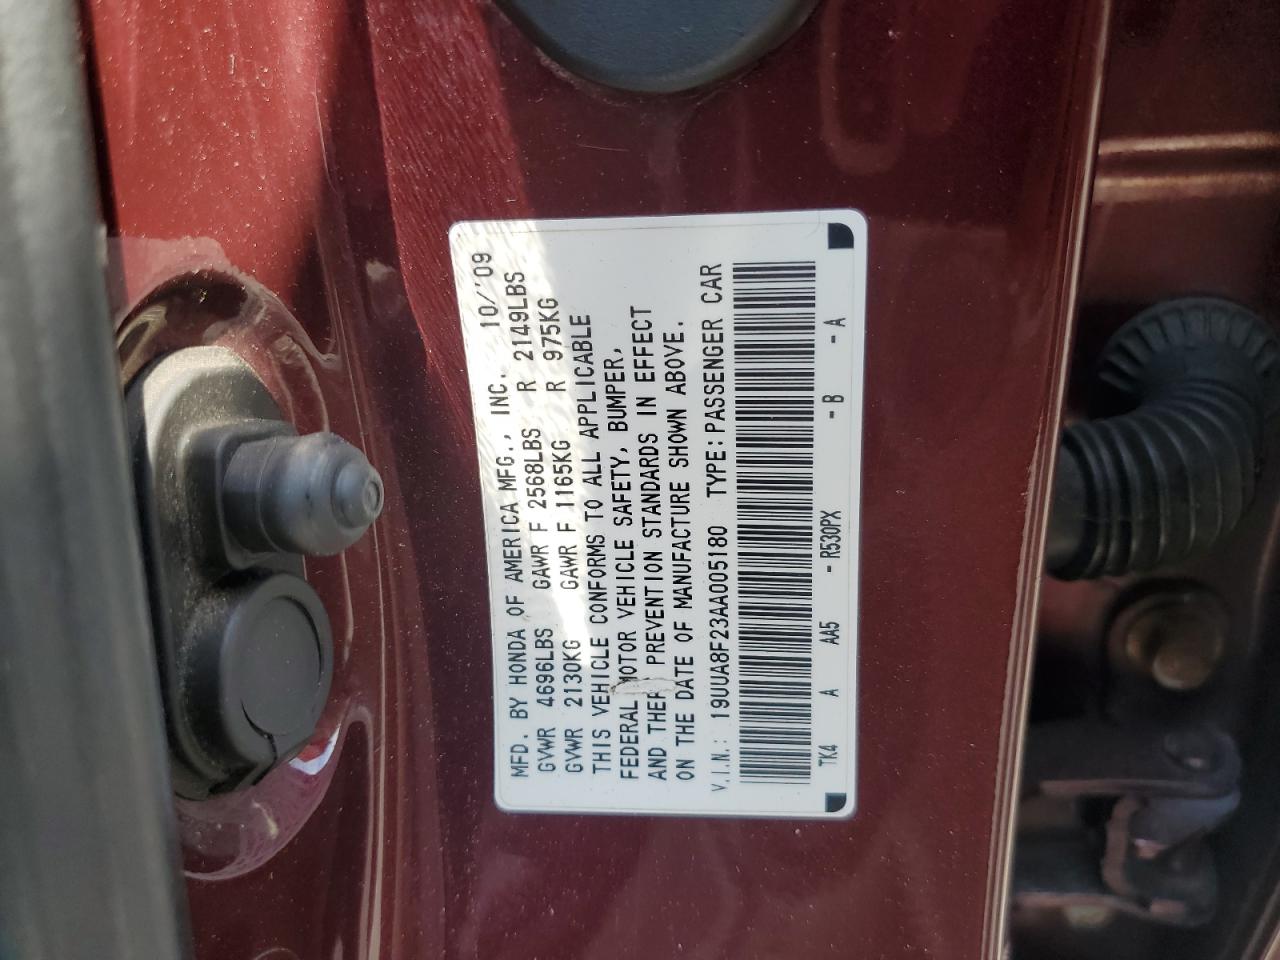 MFD. BY HONDA OF AMERICA MFG., INC. 10/'09
GVWR 4696LBS GAWR F 2568LBS R 2149LBS
GVWR 2130KG GAWR F 1165KG R 975KG
THIS VEHICLE CONFORMS TO ALL APPLICABLE
FEDERAL MOTOR VEHICLE SAFETY, BUMPER,
AND THEF PREVENTION STANDARDS IN EFFECT
ON THE DATE OF MANUFACTURE SHOWN ABOVE.
V.I.N.: 19UUA8F23AA005180 TYPE:PASSENGER CAR
TK4 A AA5 - R530PX - B - A